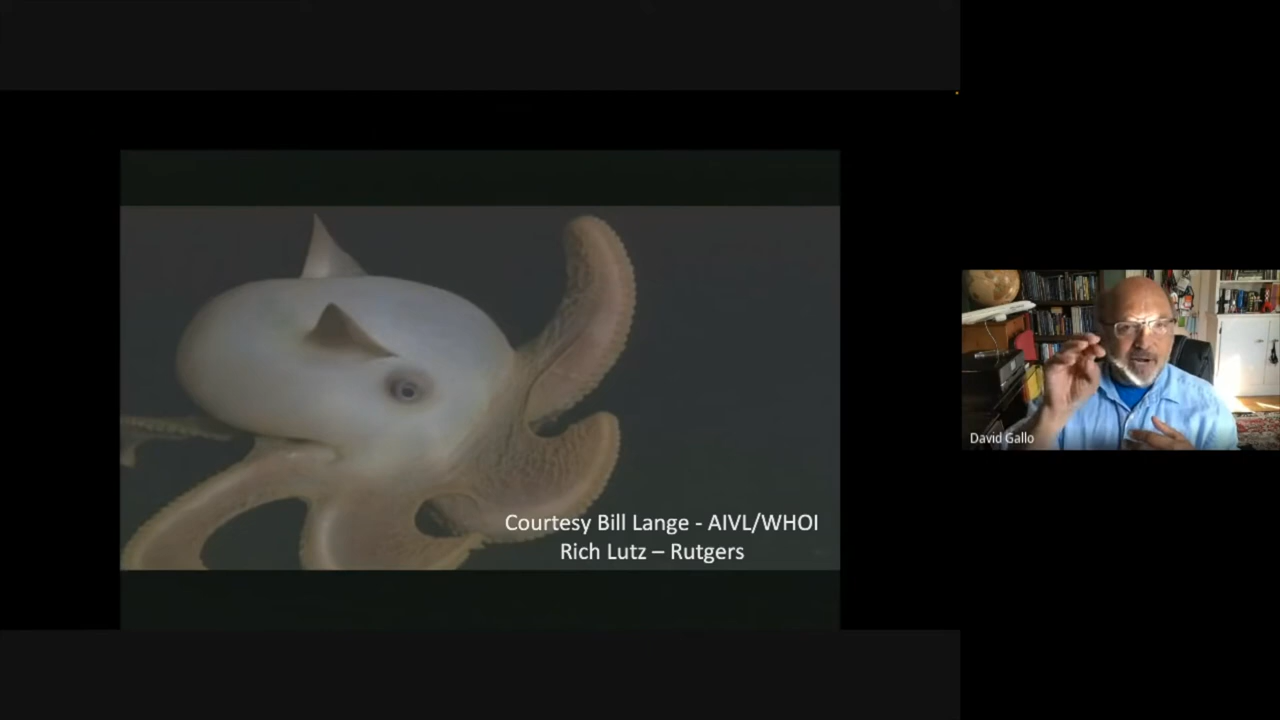 Courtesy Bill Lange - AIVL/WHOI
Rich Lutz – Rutgers
David Gallo